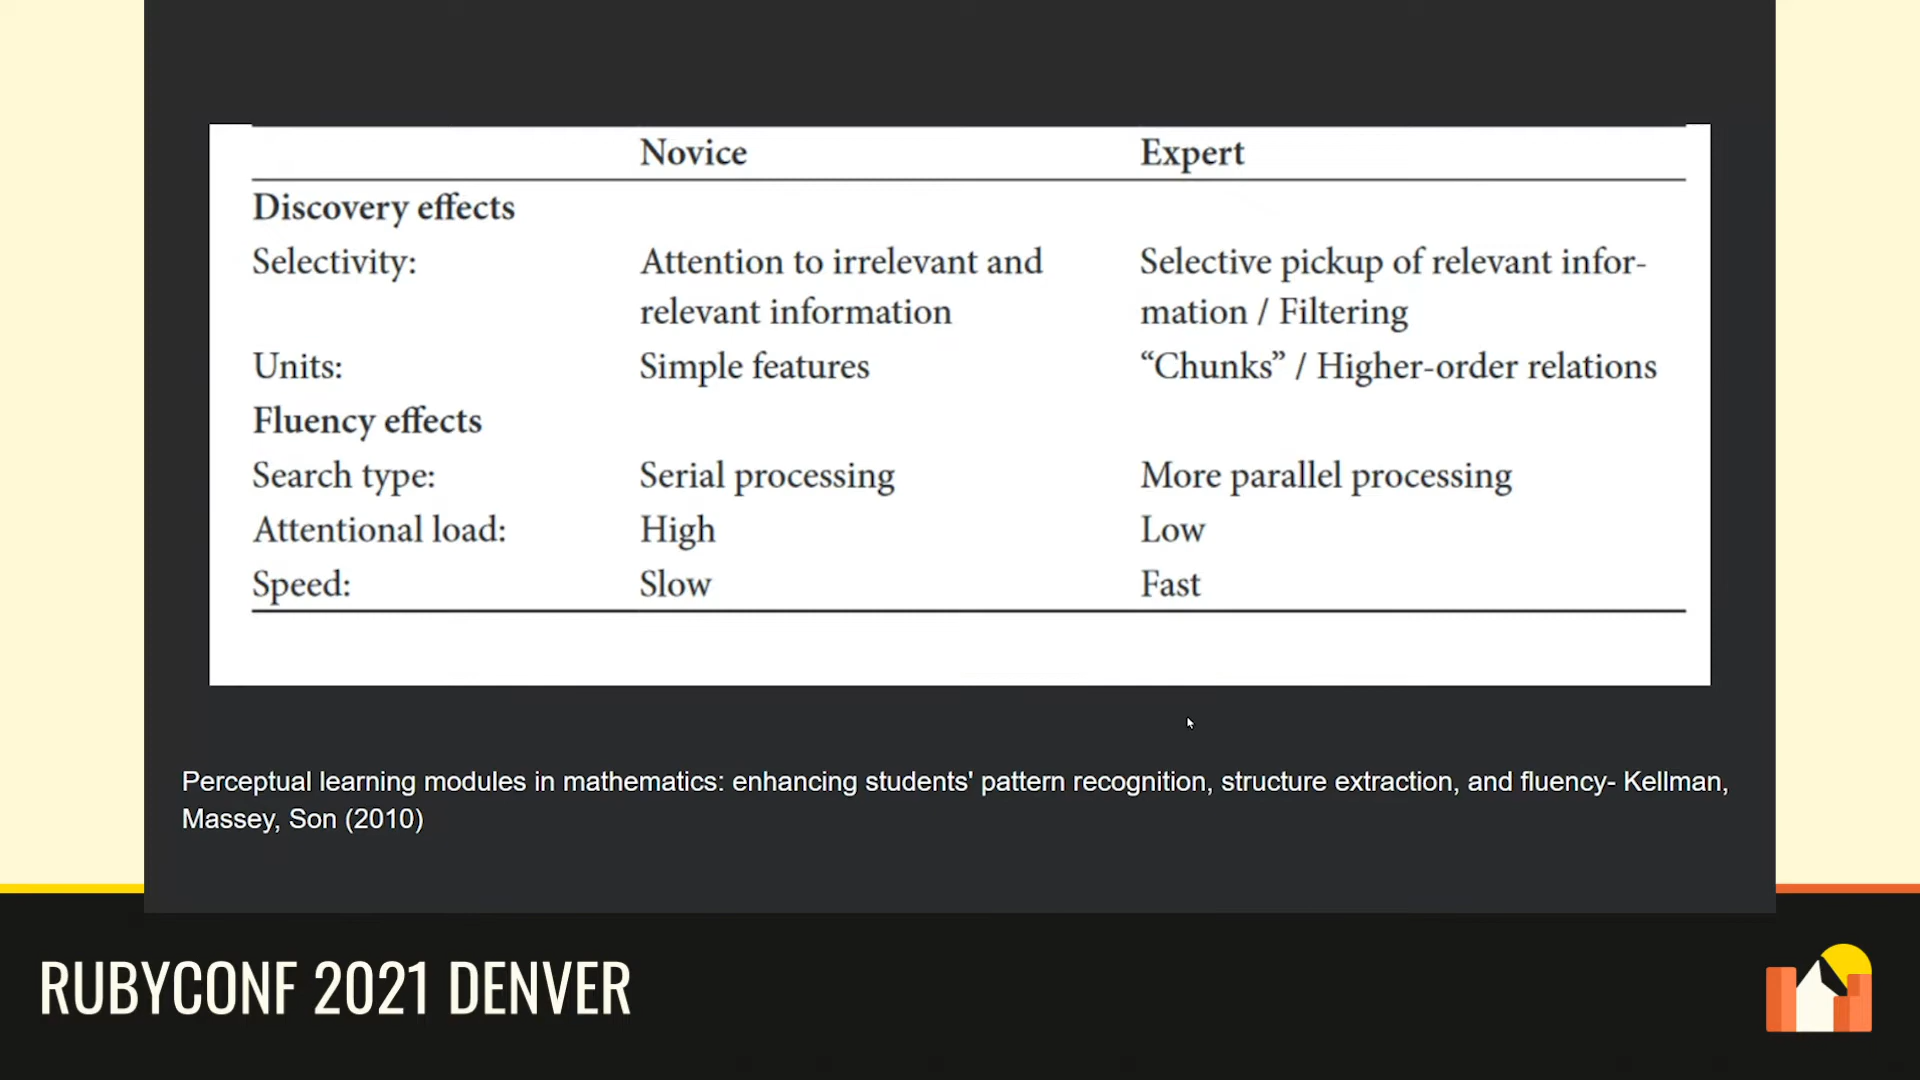 Novice Expert
Discovery effects
Selectivity: Attention to irrelevant and Selective pickup of relevant infor-
relevant information mation / Filtering
Units: Simple features “Chunks” / Higher-order relations
Fluency effects
Search type: Serial processing More parallel processing
Attentional load: High Low
Speed: Slow Fast
Perceptual learning modules in mathematics: enhancing students' pattern recognition, structure extraction, and fluency- Kellman,
Massey, Son (2010)
RUBYCONF 2021 DENVER